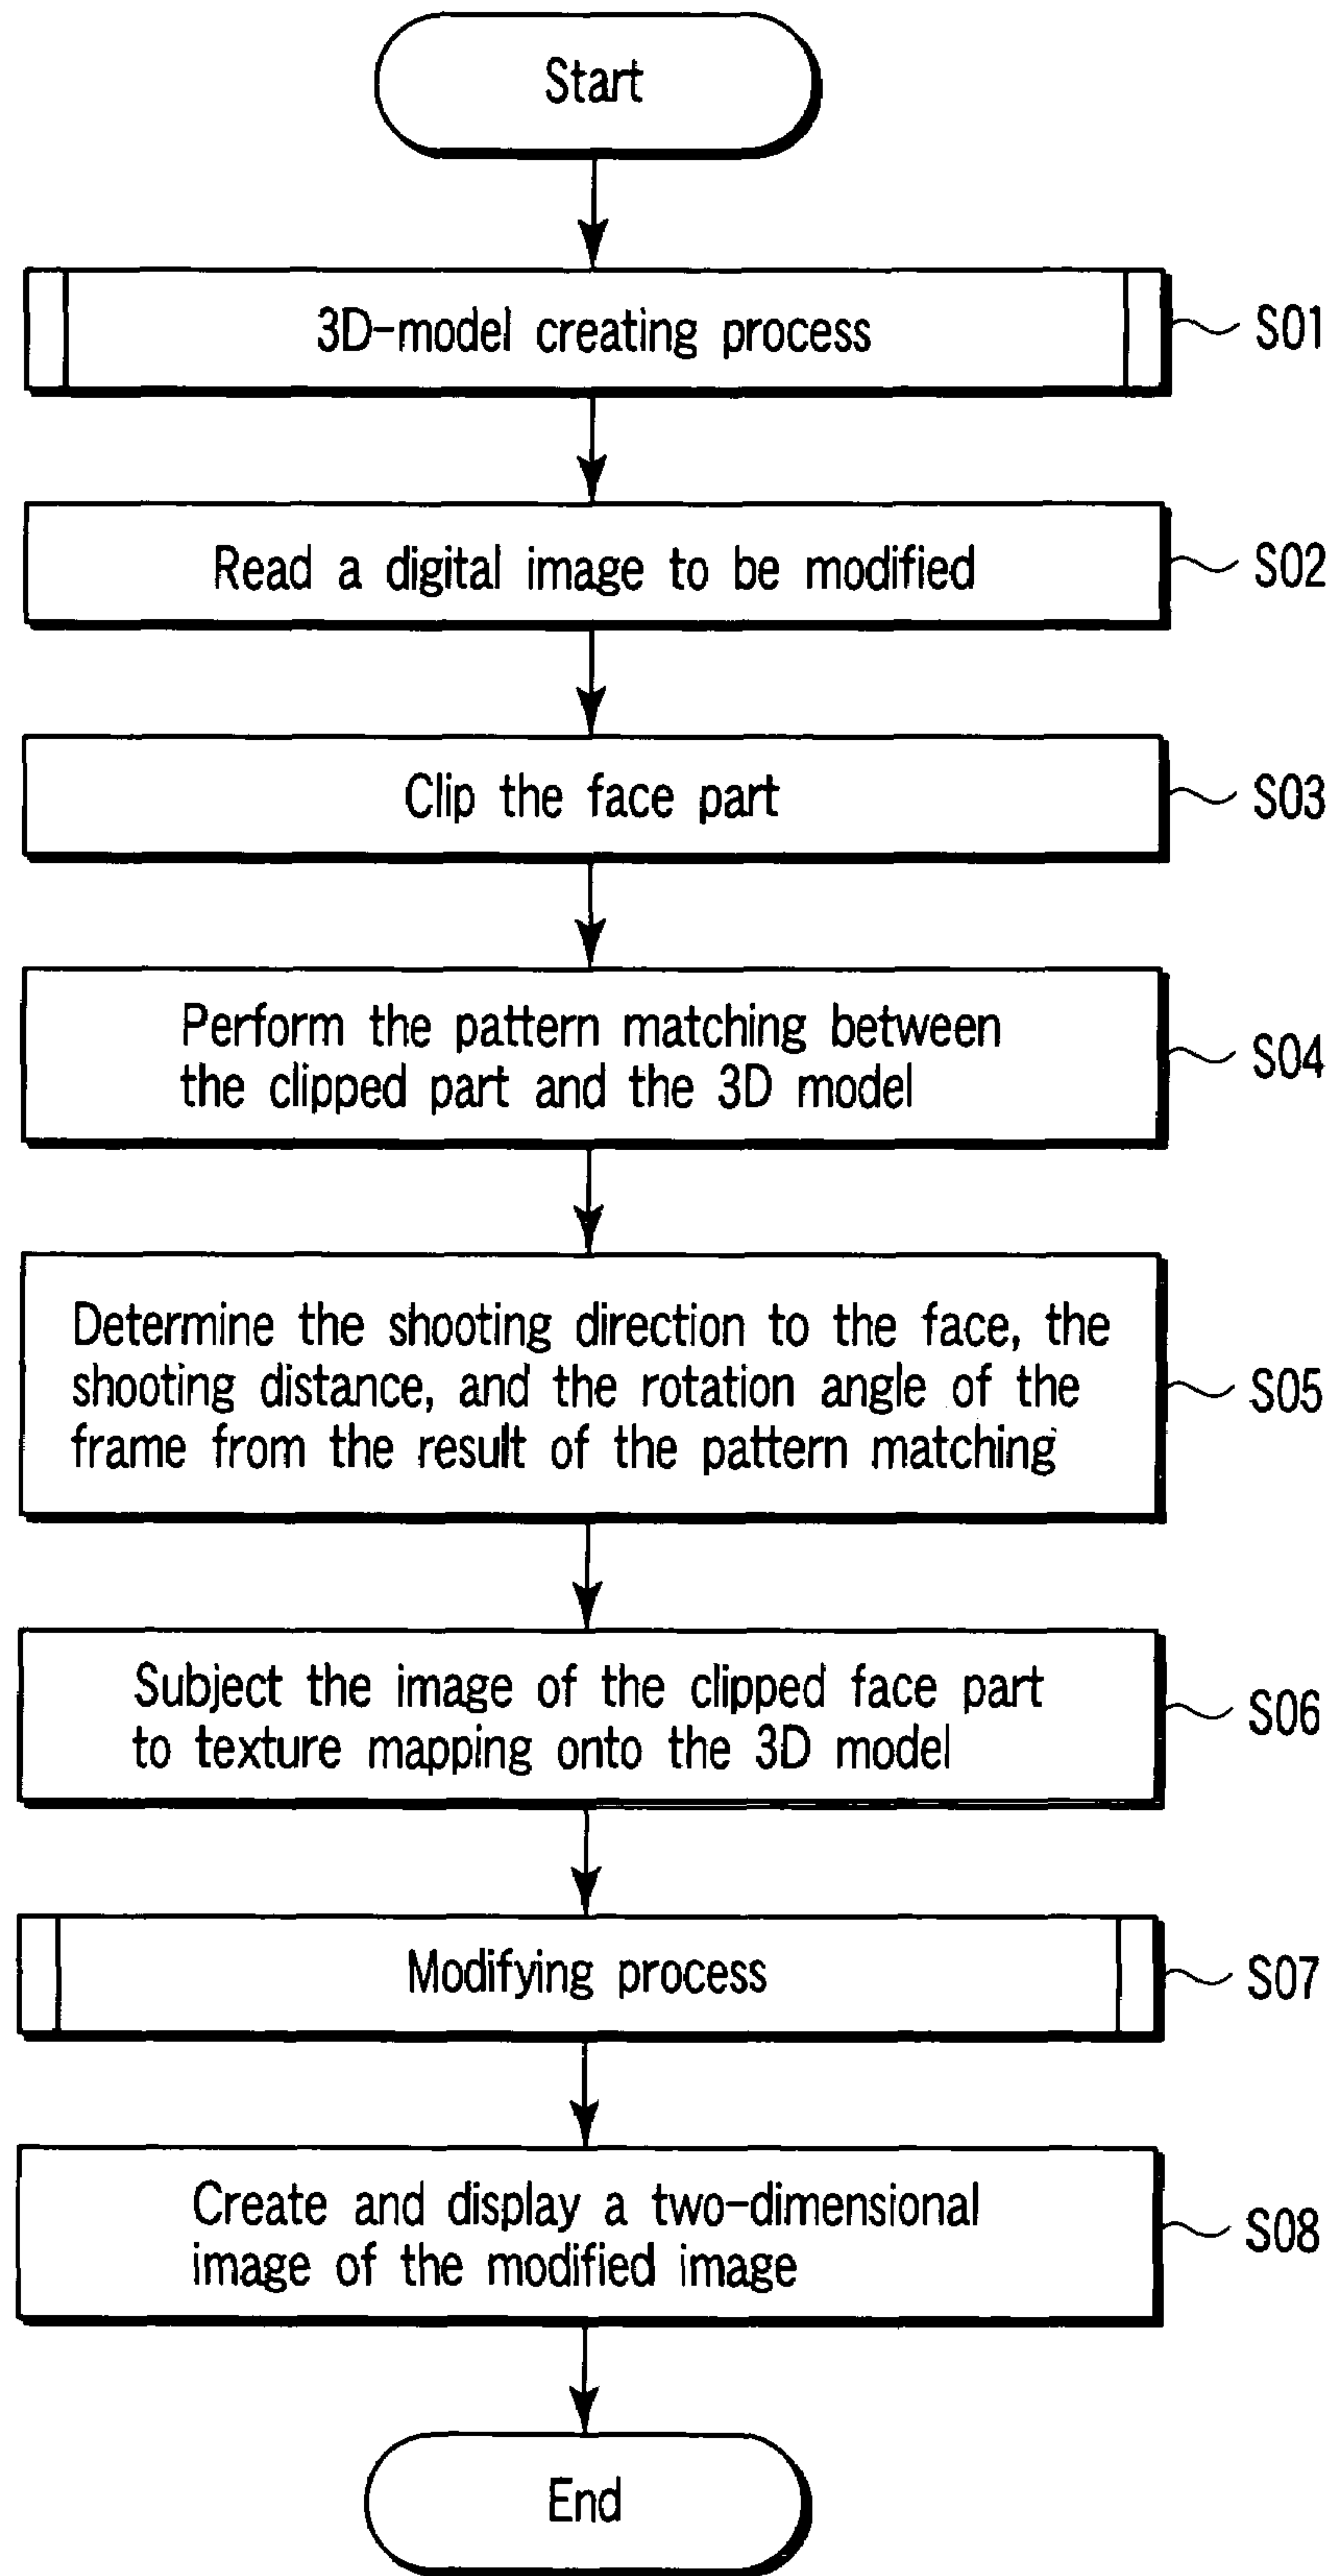 Start
3D-model creating process
S01
Read a digital image to be modified
S02
Clip the face part
S03
Perform the pattern matching between
the clipped part and the 3D model
S04
Determine the shooting direction to the face, the
shooting distance, and the rotation angle of the
frame from the result of the pattern matching
S05
Subject the image of the clipped face part
to texture mapping onto the 3D model
S06
Modifying process
S07
Create and display a two-dimensional
image of the modified image
S08
End